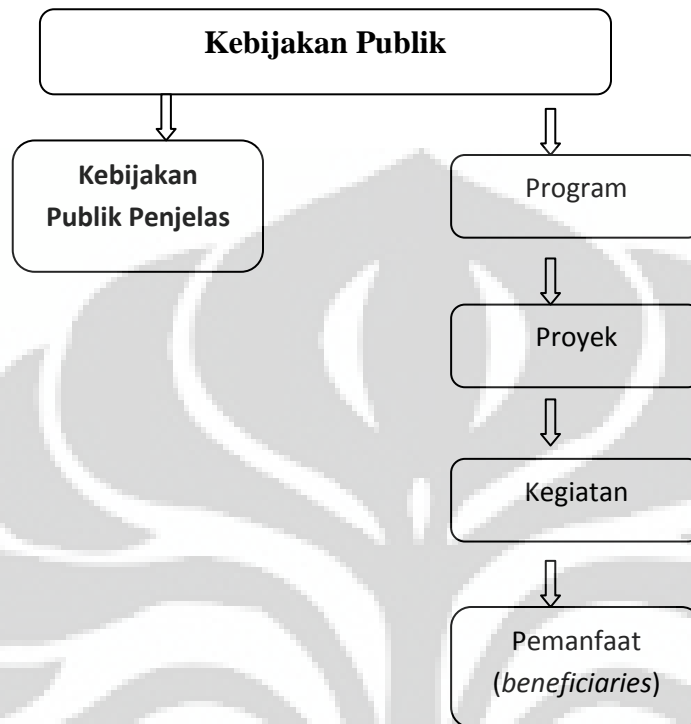 Kebijakan Publik
Kebijakan
Publik Penjelas
Program
Proyek
Kegiatan
Pemanfaat
(beneficiaries)